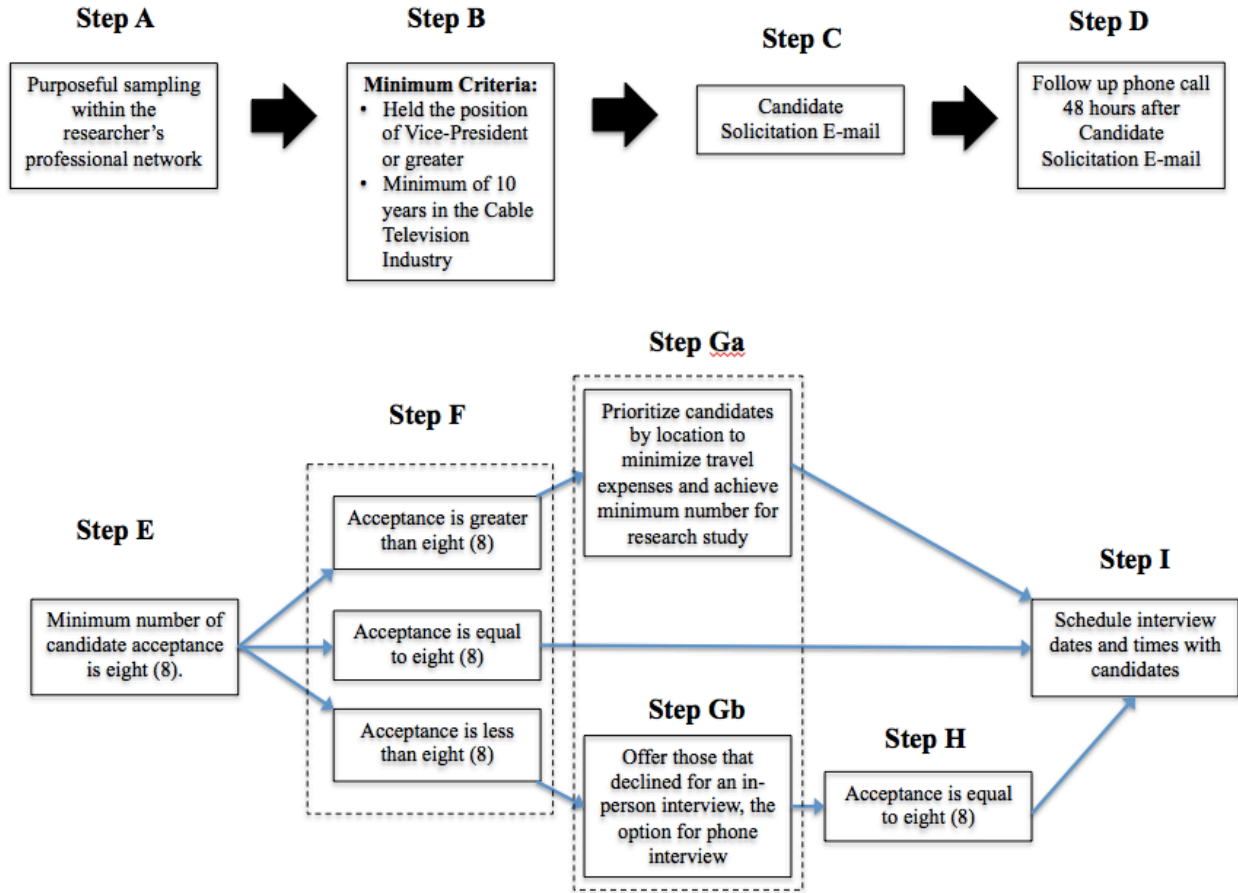 Step A
Purposeful sampling
within the
researcher's
professional network
Step B
Minimum Criteria:
• Held the position
of Vice-President
or greater
• Minimum of 10
years in the Cable
Television
Industry
Step C
Candidate
Solicitation E-mail
Step D
Follow up phone call
48 hours after
Candidate
Solicitation E-mail
Step E
Minimum number of
candidate acceptance
is eight (8).
Step F
Acceptance is greater
than eight (8)
Acceptance is equal
to eight (8)
Acceptance is less
than eight (8)
Step Ga
Prioritize candidates
by location to
minimize travel
expenses and achieve
minimum number for
research study
Step Gb
Offer those that
declined for an in-
person interview, the
option for phone
interview
Step H
Acceptance is equal
to eight (8)
Step I
Schedule interview
dates and times with
candidates